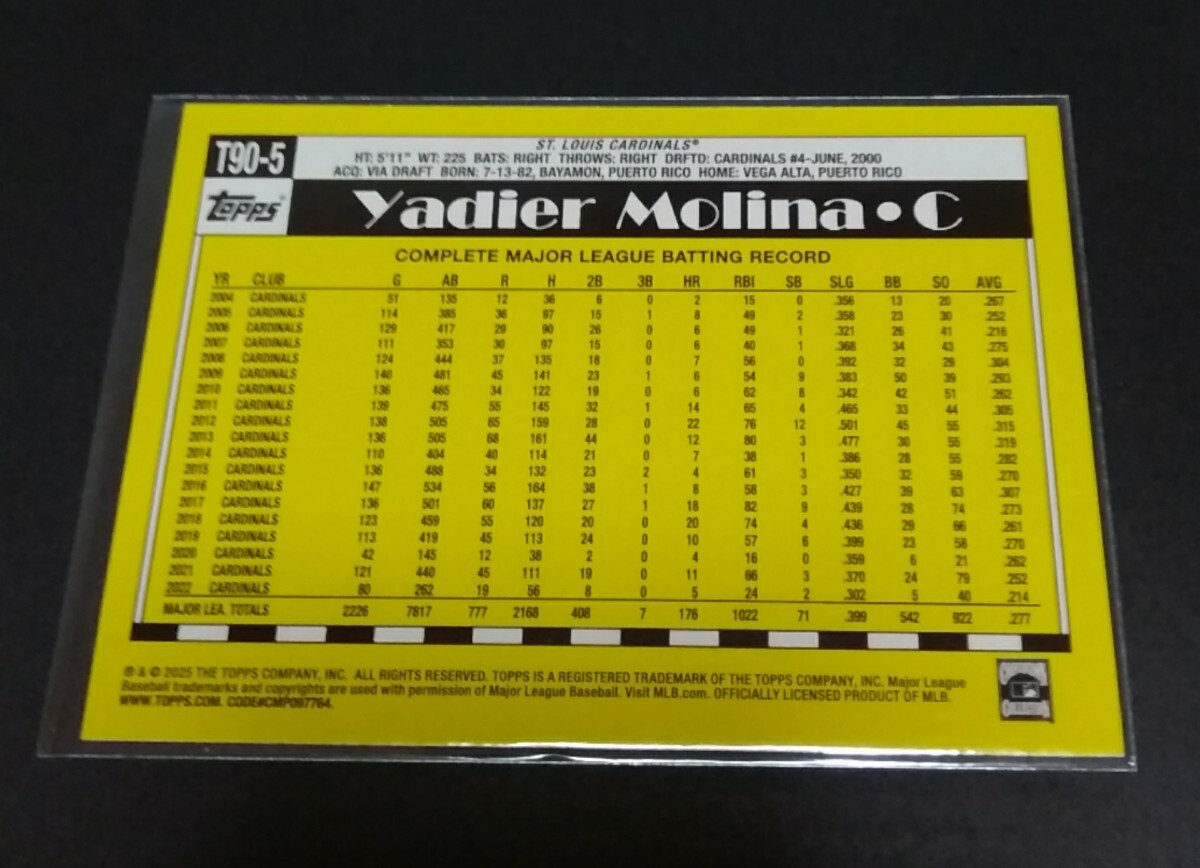 T90-5
ST. LOUIS CARDINALS®
HT: 5'11" WT: 225 BATS: RIGHT THROWS: RIGHT DRFTD: CARDINALS #4-JUNE, 2000
ACQ: VIA DRAFT BORN: 7-13-82, BAYAMON, PUERTO RICO HOME: VEGA ALTA, PUERTO RICO
Topps®
Yadier Molina • C
COMPLETE MAJOR LEAGUE BATTING RECORD
YR CLUB G AB R H 2B 3B HR RBI SB SLG BB SO AVG
2004 CARDINALS 51 135 12 36 6 0 2 15 0 .356 13 20 .267
2005 CARDINALS 114 385 36 97 15 1 8 49 2 .358 23 30 .252
2006 CARDINALS 129 417 29 90 26 0 6 49 1 .321 26 41 .216
2007 CARDINALS 111 353 30 97 15 0 6 40 1 .368 34 43 .275
2008 CARDINALS 124 444 37 135 18 0 7 56 0 .392 32 29 .304
2009 CARDINALS 140 481 45 141 23 1 6 54 9 .383 50 39 .293
2010 CARDINALS 136 465 34 122 19 0 6 62 8 .342 42 51 .262
2011 CARDINALS 139 475 55 145 32 1 14 65 4 .465 33 44 .305
2012 CARDINALS 138 505 65 159 28 0 22 76 12 .501 45 55 .315
2013 CARDINALS 136 505 68 161 44 0 12 80 3 .477 30 55 .319
2014 CARDINALS 110 404 40 114 21 0 7 38 1 .386 28 55 .282
2015 CARDINALS 136 488 34 132 23 2 4 61 3 .350 32 59 .270
2016 CARDINALS 147 534 56 164 38 1 8 58 3 .427 39 63 .307
2017 CARDINALS 136 501 60 137 27 1 18 82 9 .439 28 74 .273
2018 CARDINALS 123 459 55 120 20 0 20 74 4 .436 29 66 .261
2019 CARDINALS 113 419 45 113 24 0 10 57 6 .399 23 58 .270
2020 CARDINALS 42 145 12 38 2 0 4 16 0 .359 6 21 .262
2021 CARDINALS 121 440 45 111 19 0 11 66 3 .370 24 79 .252
2022 CARDINALS 80 262 19 56 8 0 5 24 2 .302 5 40 .214
MAJOR LEA. TOTALS 2226 7817 777 2168 408 7 176 1022 71 .399 542 922 .277
® & © 2025 THE TOPPS COMPANY, INC. ALL RIGHTS RESERVED. TOPPS IS A REGISTERED TRADEMARK OF THE TOPPS COMPANY, INC. Major League
Baseball trademarks and copyrights are used with permission of Major League Baseball. Visit MLB.com. OFFICIALLY LICENSED PRODUCT OF MLB.
WWW.TOPPS.COM. CODE#CMP097764.